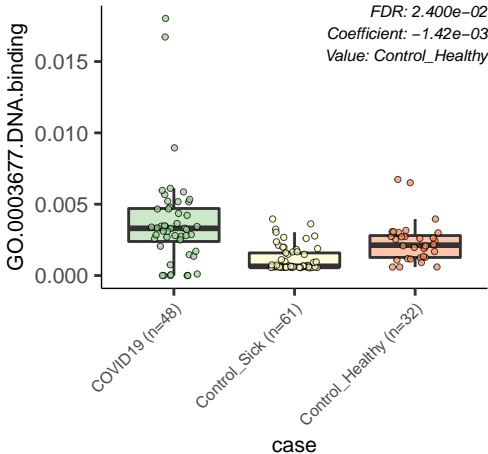 FDR: 2.400e−02
Coefficient: −1.42e−03
Value: Control_Healthy
GO.0003677.DNA.binding
0.015
0.010
0.005
0.000
COVID19 (n=48)
Control_Sick (n=61)
Control_Healthy (n=32)
case